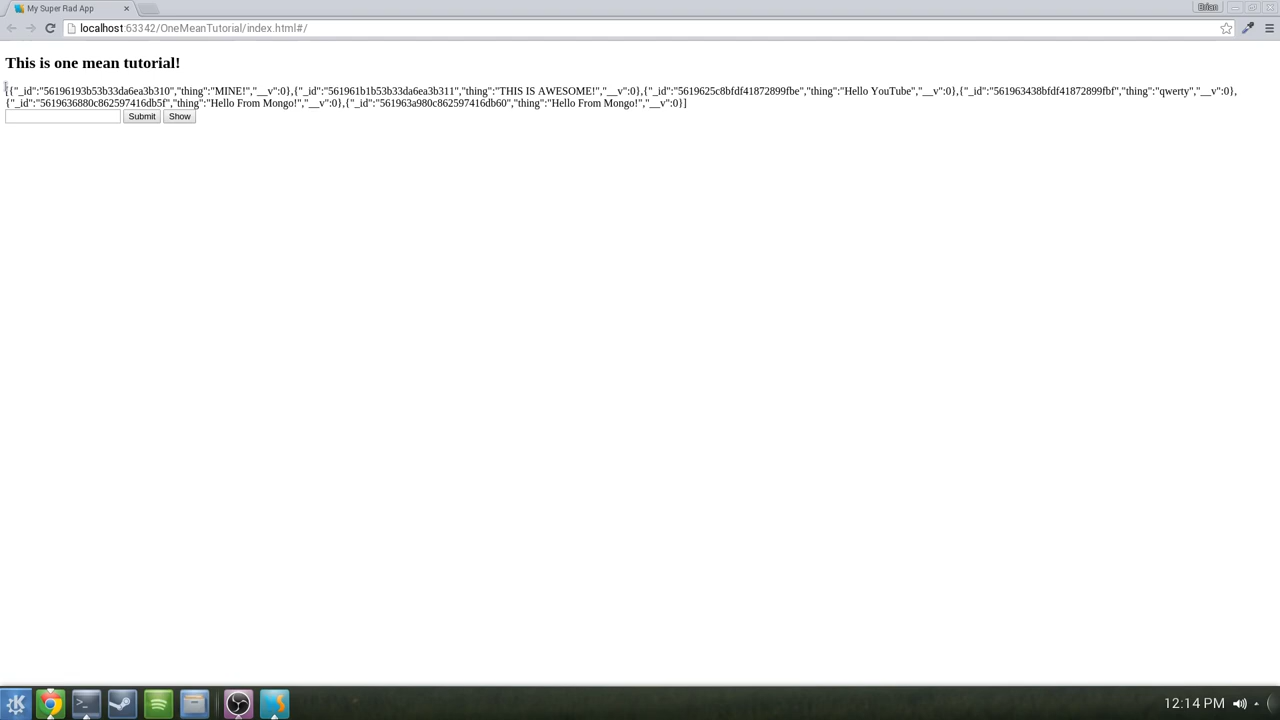 My Super Rad App
Brian
localhost:63342/OneMeanTutorial/index.html#/
This is one mean tutorial!
[{"_id":"56196193b53b33da6ea3b310","thing":"MINE!","__v":0},{"_id":"561961b1b53b33da6ea3b311","thing":"THIS IS AWESOME!","__v":0},{"_id":"5619625c8bfdf41872899fbe","thing":"Hello YouTube","__v":0},{"_id":"561963438bfdf41872899fbf","thing":"qwerty","__v":0},
{"_id":"5619636880c862597416db5f","thing":"Hello From Mongo!","__v":0},{"_id":"561963a980c862597416db60","thing":"Hello From Mongo!","__v":0}]
Submit Show
12:14 PM